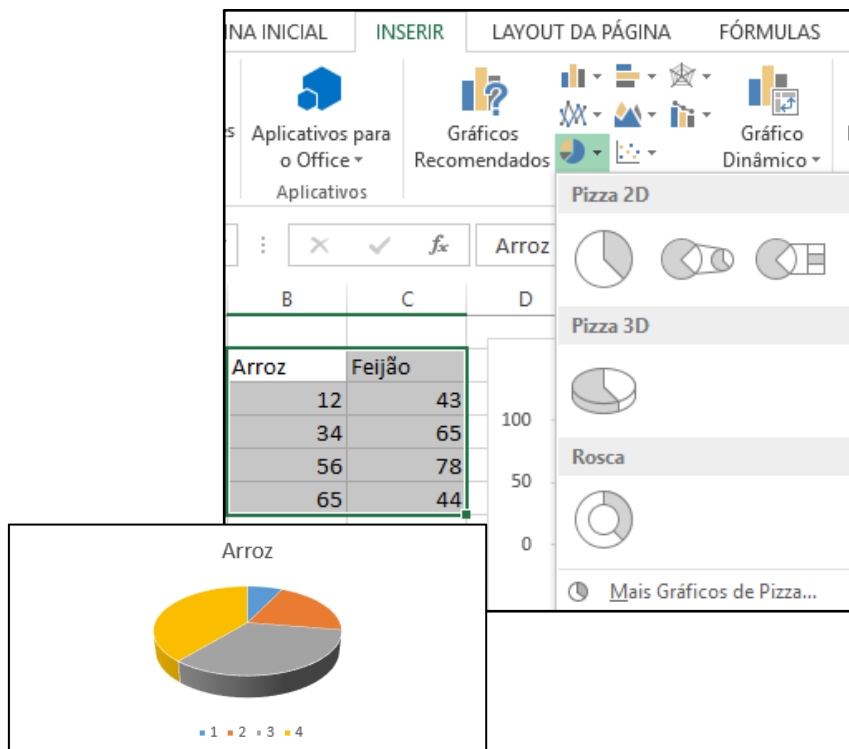 NA INICIAL INSERIR LAYOUT DA PÁGINA FÓRMULAS
s Aplicativos para
o Office
Aplicativos
Gráficos
Recomendados
Gráfico
Dinâmico
fx Arroz
B C D
Arroz Feijão
12 43
34 65
56 78
65 44
100
50
0
Pizza 2D
Pizza 3D
Rosca
Mais Gráficos de Pizza...
Arroz
1 2 3 4